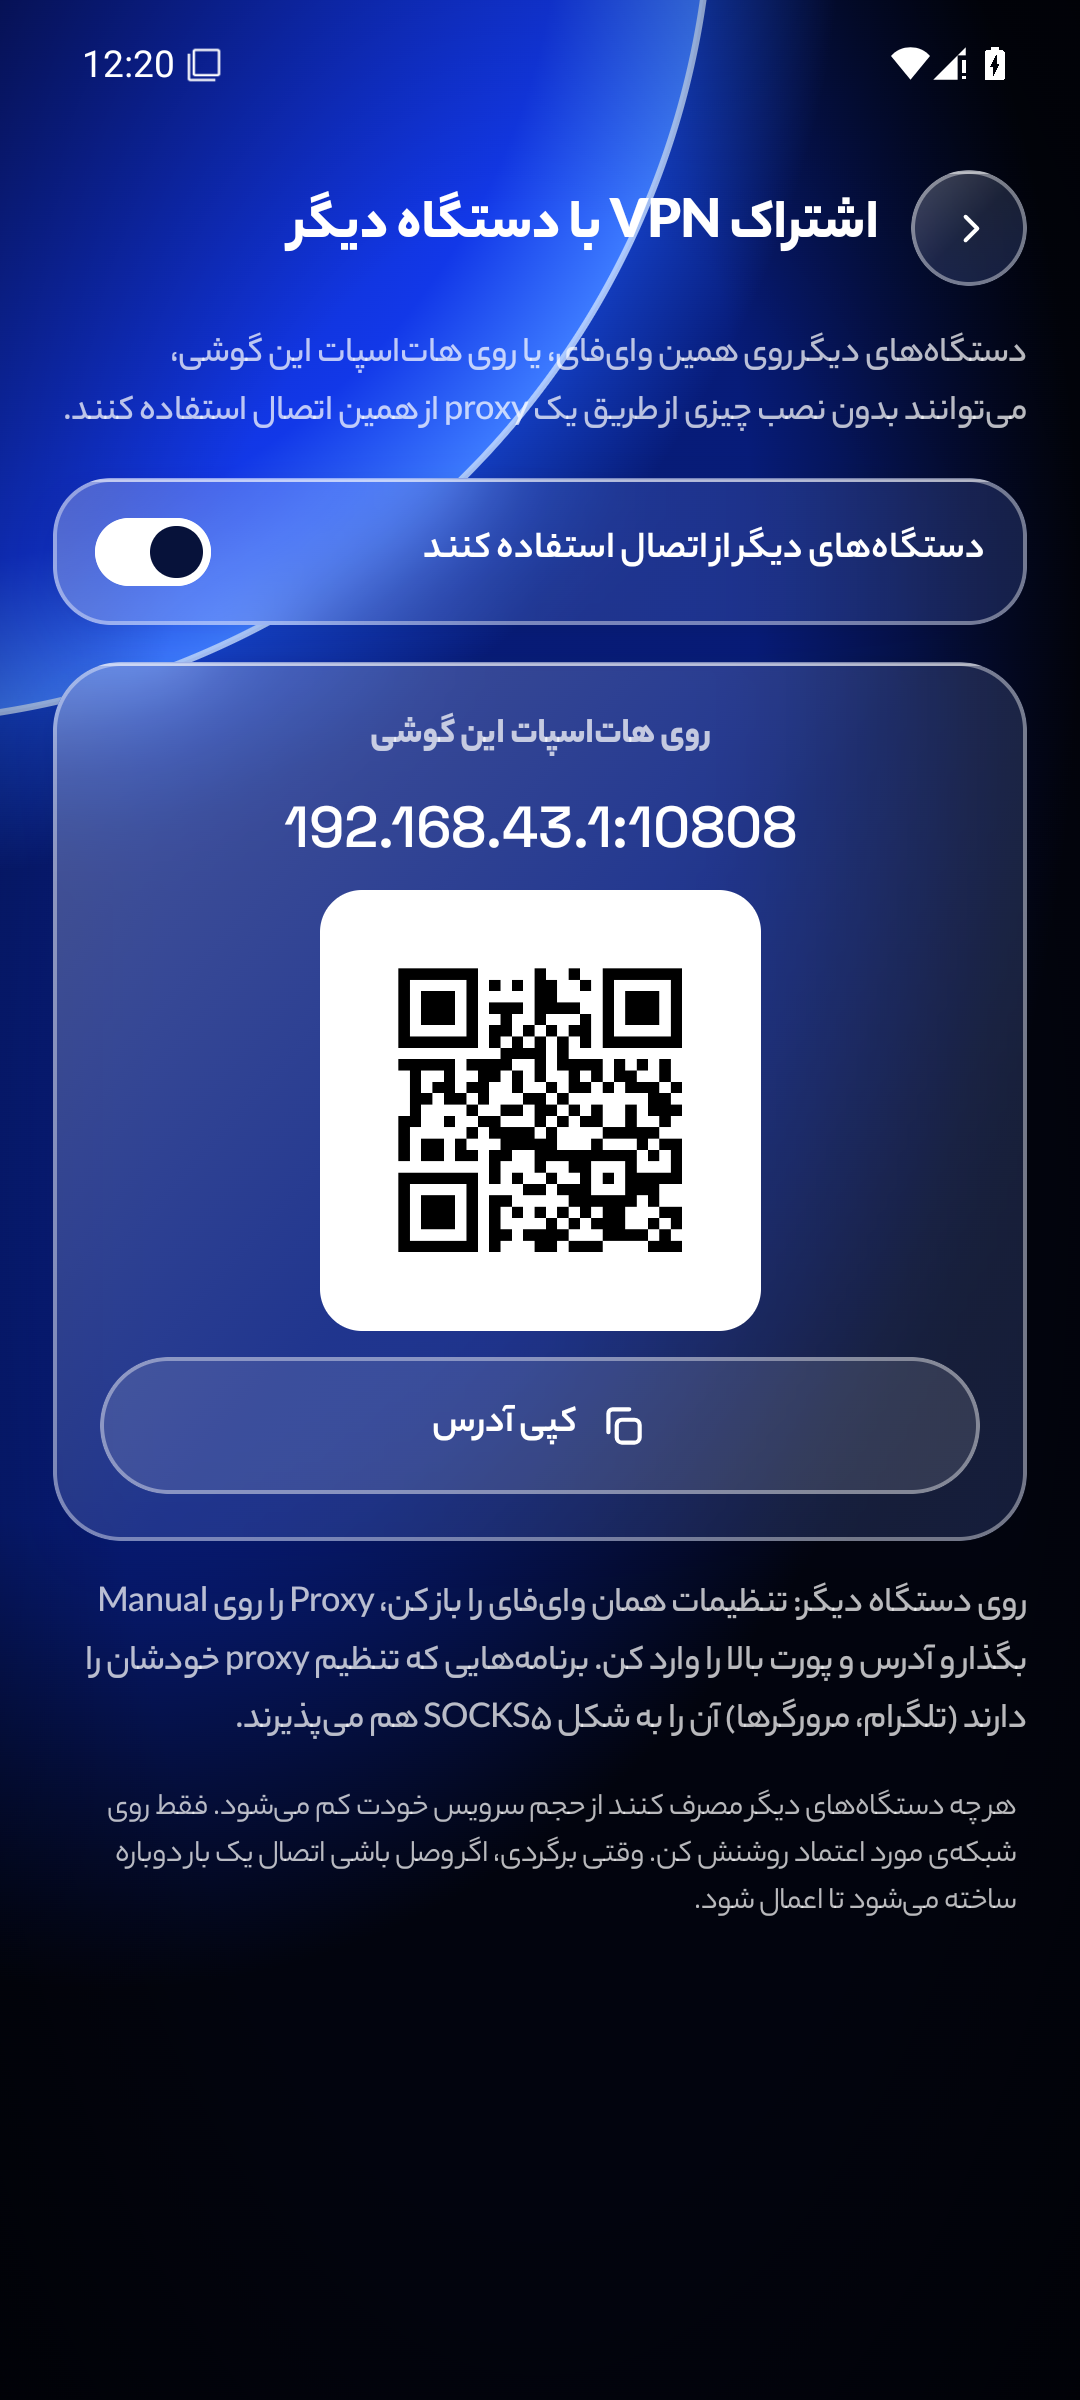 12:20
اشتراک VPN با دستگاه دیگر
دستگاه‌های دیگر روی همین وای‌فای، یا روی هات‌اسپات این گوشی،
می‌توانند بدون نصب چیزی از طریق یک proxy از همین اتصال استفاده کنند.
دستگاه‌های دیگر از اتصال استفاده کنند
روی هات‌اسپات این گوشی
192.168.43.1:10808
کپی آدرس
روی دستگاه دیگر: تنظیمات همان وای‌فای را باز کن، Proxy را روی Manual
بگذار و آدرس و پورت بالا را وارد کن. برنامه‌هایی که تنظیم proxy خودشان را
دارند (تلگرام، مرورگرها) آن را به شکل SOCKS۵ هم می‌پذیرند.
هر چه دستگاه‌های دیگر مصرف کنند از حجم سرویس خودت کم می‌شود. فقط روی
شبکه‌ی مورد اعتماد روشنش کن. وقتی برگردی، اگر وصل باشی اتصال یک بار دوباره
ساخته می‌شود تا اعمال شود.